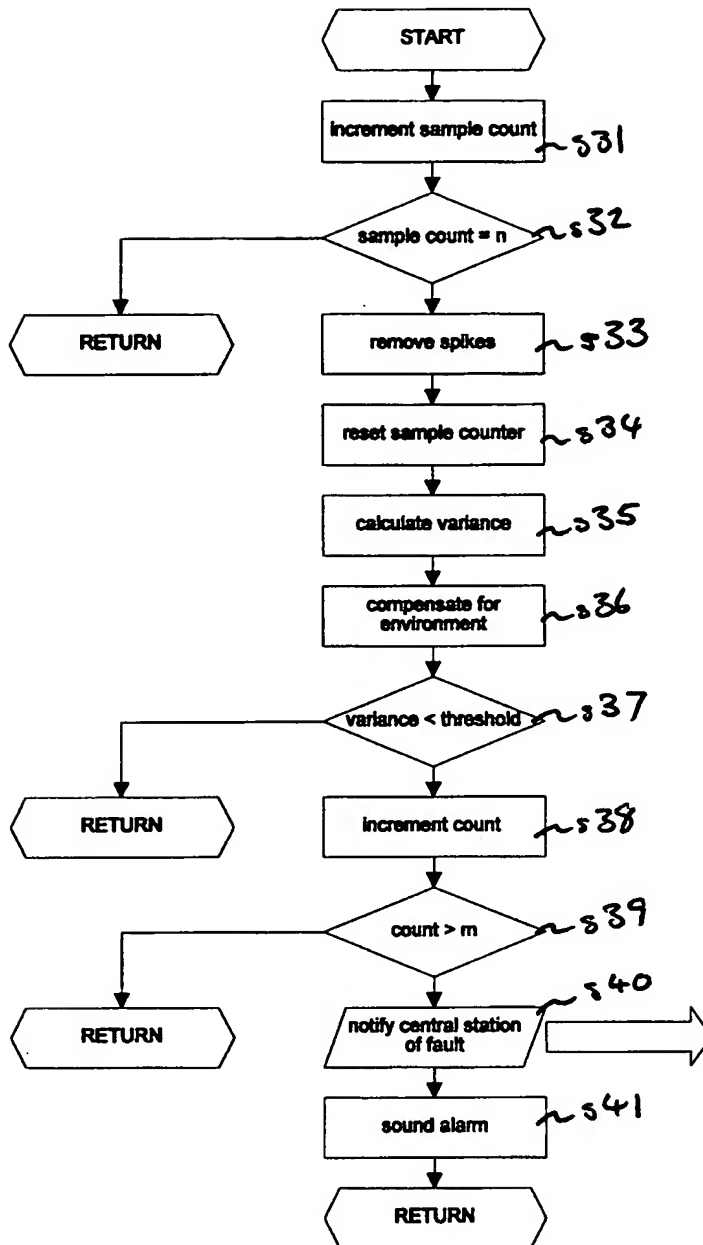 START
increment sample count
s31
sample count = n
s32
RETURN
remove spikes
s33
reset sample counter
s34
calculate variance
s35
compensate for
environment
s36
variance < threshold
s37
RETURN
increment count
s38
count > m
s39
RETURN
notify central station
of fault
s40
sound alarm
s41
RETURN